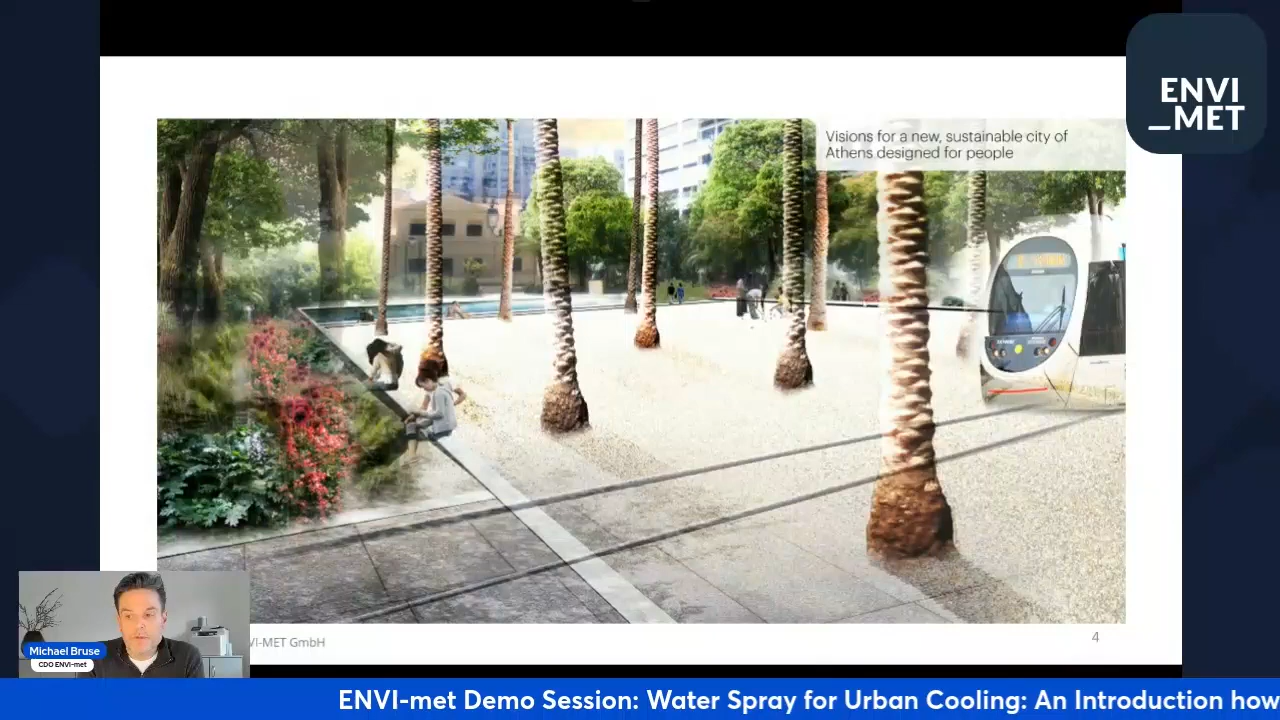 ENVI
_MET
Visions for a new, sustainable city of
Athens designed for people
VI-MET GmbH
4
Michael Bruse
CDO ENVI-met
ENVI-met Demo Session: Water Spray for Urban Cooling: An Introduction how